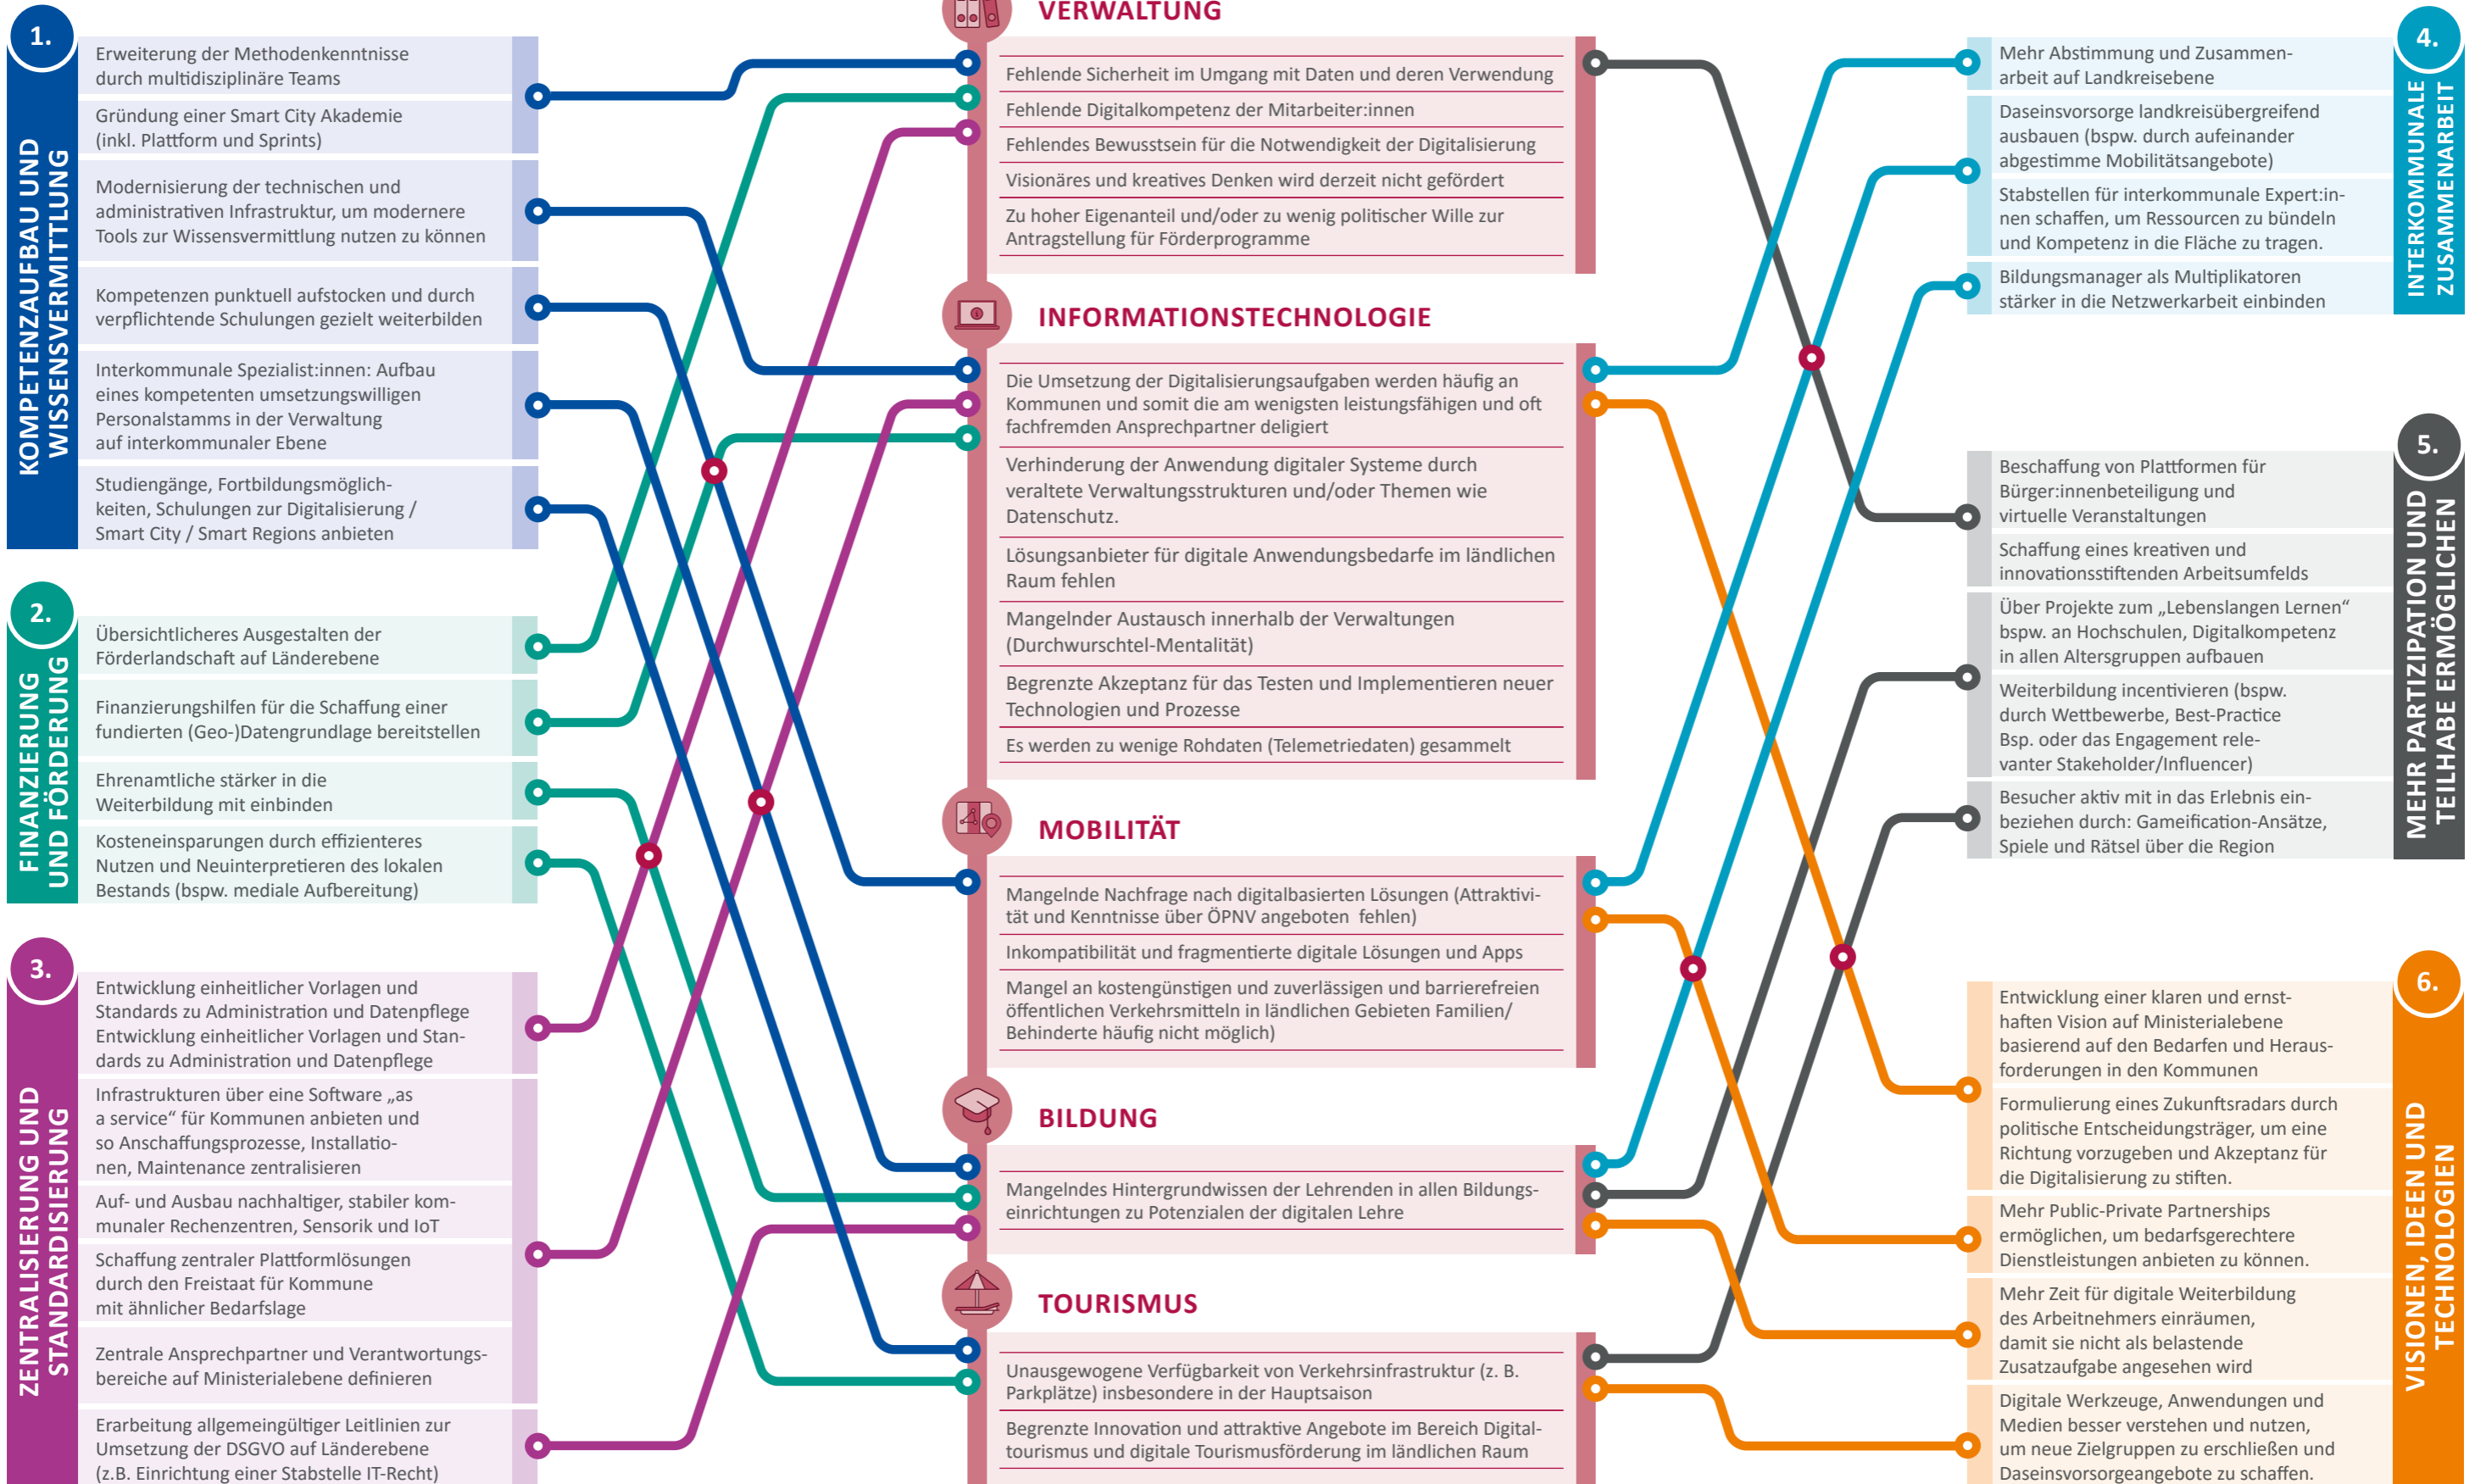 1.
KOMPETENZAUFBAU UND
WISSENSVERMITTLUNG
Erweiterung der Methodenkenntnisse
durch multidisziplinäre Teams
Gründung einer Smart City Akademie
(inkl. Plattform und Sprints)
Modernisierung der technischen und
administrativen Infrastruktur, um modernere
Tools zur Wissensvermittlung nutzen zu können
Kompetenzen punktuell aufstocken und durch
verpflichtende Schulungen gezielt weiterbilden
Interkommunale Spezialist:innen: Aufbau
eines kompetenten umsetzungswilligen
Personalstamms in der Verwaltung
auf interkommunaler Ebene
Studiengänge, Fortbildungsmöglich-
keiten, Schulungen zur Digitalisierung /
Smart City / Smart Regions anbieten
2.
FINANZIERUNG
UND FÖRDERUNG
Übersichtlicheres Ausgestalten der
Förderlandschaft auf Länderebene
Finanzierungshilfen für die Schaffung einer
fundierten (Geo-)Datengrundlage bereitstellen
Ehrenamtliche stärker in die
Weiterbildung mit einbinden
Kosteneinsparungen durch effizienteres
Nutzen und Neuinterpretieren des lokalen
Bestands (bspw. mediale Aufbereitung)
3.
ZENTRALISIERUNG UND
STANDARDISIERUNG
Entwicklung einheitlicher Vorlagen und
Standards zu Administration und Datenpflege
Entwicklung einheitlicher Vorlagen und Stan-
dards zu Administration und Datenpflege
Infrastrukturen über eine Software „as
a service“ für Kommunen anbieten und
so Anschaffungsprozesse, Installatio-
nen, Maintenance zentralisieren
Auf- und Ausbau nachhaltiger, stabiler kom-
munaler Rechenzentren, Sensorik und IoT
Schaffung zentraler Plattformlösungen
durch den Freistaat für Kommune
mit ähnlicher Bedarfslage
Zentrale Ansprechpartner und Verantwortungs-
bereiche auf Ministerialebene definieren
Erarbeitung allgemeingültiger Leitlinien zur
Umsetzung der DSGVO auf Länderebene
(z.B. Einrichtung einer Stabstelle IT-Recht)
VERWALTUNG
Fehlende Sicherheit im Umgang mit Daten und deren Verwendung
Fehlende Digitalkompetenz der Mitarbeiter:innen
Fehlendes Bewusstsein für die Notwendigkeit der Digitalisierung
Visionäres und kreatives Denken wird derzeit nicht gefördert
Zu hoher Eigenanteil und/oder zu wenig politischer Wille zur
Antragstellung für Förderprogramme
INFORMATIONSTECHNOLOGIE
Die Umsetzung der Digitalisierungsaufgaben werden häufig an
Kommunen und somit die am wenigsten leistungsfähigen und oft
fachfremden Ansprechpartner deligiert
Verhinderung der Anwendung digitaler Systeme durch
veraltete Verwaltungsstrukturen und/oder Themen wie
Datenschutz.
Lösungsanbieter für digitale Anwendungsbedarfe im ländlichen
Raum fehlen
Mangelnder Austausch innerhalb der Verwaltungen
(Durchwurschtel-Mentalität)
Begrenzte Akzeptanz für das Testen und Implementieren neuer
Technologien und Prozesse
Es werden zu wenige Rohdaten (Telemetriedaten) gesammelt
MOBILITÄT
Mangelnde Nachfrage nach digitalbasierten Lösungen (Attraktivi-
tät und Kenntnisse über ÖPNV angeboten fehlen)
Inkompatibilität und fragmentierte digitale Lösungen und Apps
Mangel an kostengünstigen und zuverlässigen und barrierefreien
öffentlichen Verkehrsmitteln in ländlichen Gebieten Familien/
Behinderte häufig nicht möglich)
BILDUNG
Mangelndes Hintergrundwissen der Lehrenden in allen Bildungs-
einrichtungen zu Potenzialen der digitalen Lehre
TOURISMUS
Unausgewogene Verfügbarkeit von Verkehrsinfrastruktur (z. B.
Parkplätze) insbesondere in der Hauptsaison
Begrenzte Innovation und attraktive Angebote im Bereich Digital-
tourismus und digitale Tourismusförderung im ländlichen Raum
4.
INTERKOMMUNALE
ZUSAMMENARBEIT
Mehr Abstimmung und Zusammen-
arbeit auf Landkreisebene
Daseinsvorsorge landkreisübergreifend
ausbauen (bspw. durch aufeinander
abgestimme Mobilitätsangebote)
Stabstellen für interkommunale Expert:in-
nen schaffen, um Ressourcen zu bündeln
und Kompetenz in die Fläche zu tragen.
Bildungsmanager als Multiplikatoren
stärker in die Netzwerkarbeit einbinden
5.
MEHR PARTIZIPATION UND
TEILHABE ERMÖGLICHEN
Beschaffung von Plattformen für
Bürger:innenbeteiligung und
virtuelle Veranstaltungen
Schaffung eines kreativen und
innovationsstiftenden Arbeitsumfelds
Über Projekte zum „Lebenslangen Lernen“
bspw. an Hochschulen, Digitalkompetenz
in allen Altersgruppen aufbauen
Weiterbildung incentivieren (bspw.
durch Wettbewerbe, Best-Practice
Bsp. oder das Engagement rele-
vanter Stakeholder/Influencer)
Besucher aktiv mit in das Erlebnis ein-
beziehen durch: Gameification-Ansätze,
Spiele und Rätsel über die Region
6.
VISIONEN, IDEEN UND
TECHNOLOGIEN
Entwicklung einer klaren und ernst-
haften Vision auf Ministerialebene
basierend auf den Bedarfen und Heraus-
forderungen in den Kommunen
Formulierung eines Zukunftsradars durch
politische Entscheidungsträger, um eine
Richtung vorzugeben und Akzeptanz für
die Digitalisierung zu stiften.
Mehr Public-Private Partnerships
ermöglichen, um bedarfsgerechtere
Dienstleistungen anbieten zu können.
Mehr Zeit für digitale Weiterbildung
des Arbeitnehmers einräumen,
damit sie nicht als belastende
Zusatzaufgabe angesehen wird
Digitale Werkzeuge, Anwendungen und
Medien besser verstehen und nutzen,
um neue Zielgruppen zu erschließen und
Daseinsvorsorgeangebote zu schaffen.